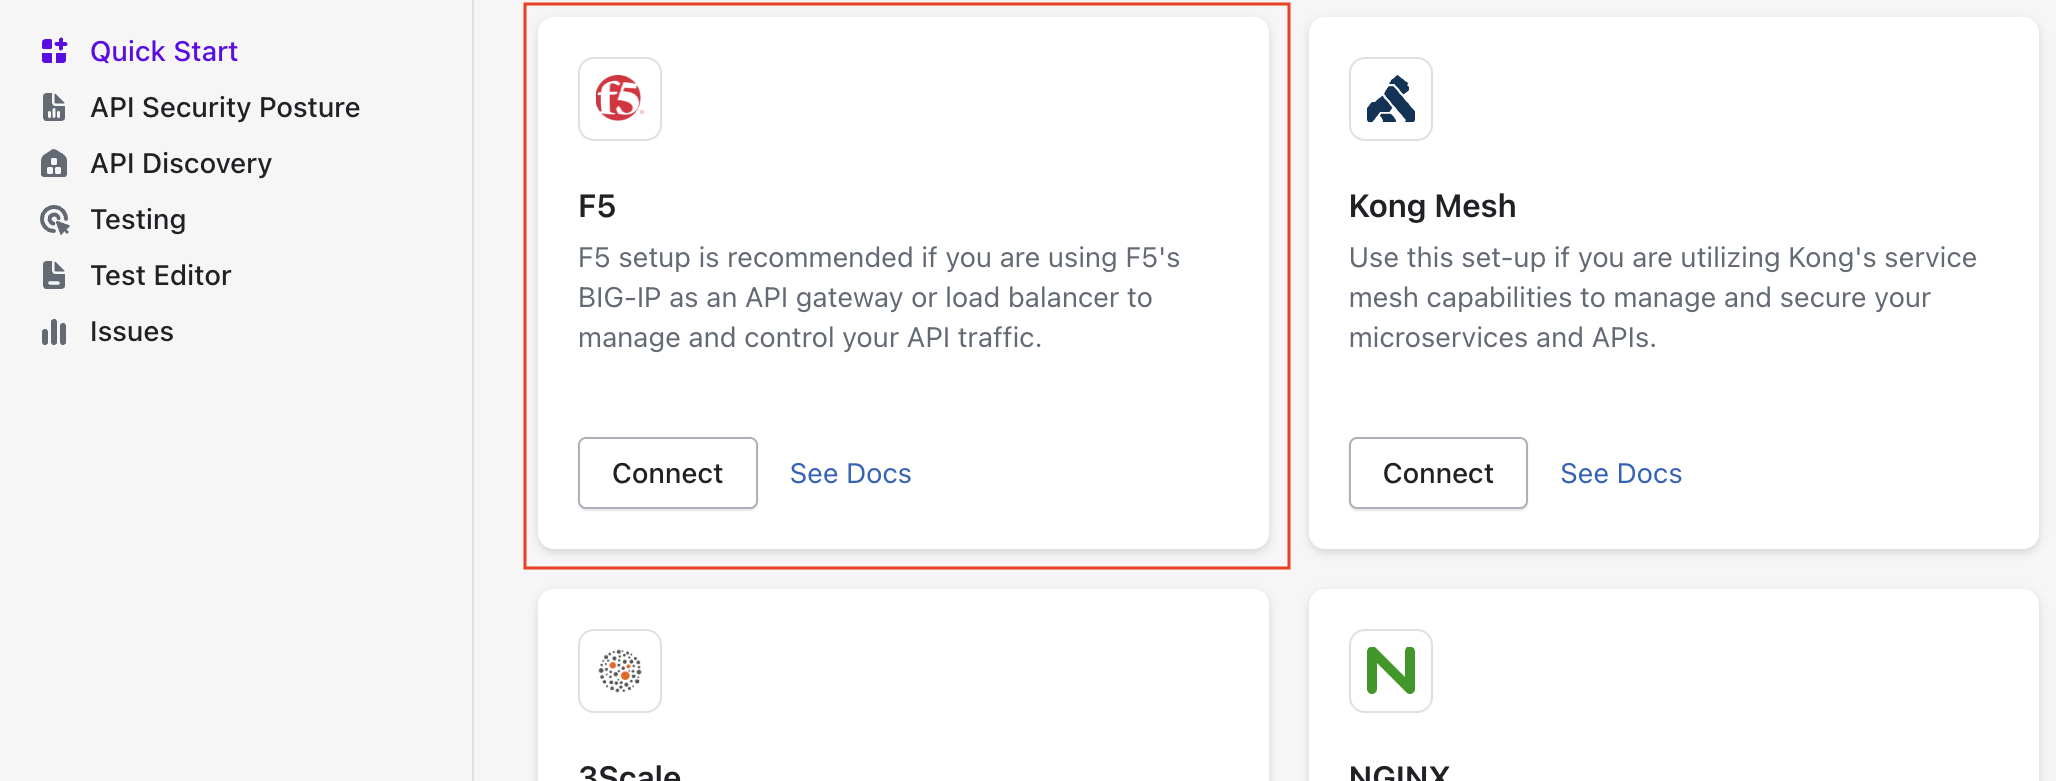 Quick Start
API Security Posture
API Discovery
Testing
Test Editor
Issues
f5
F5
F5 setup is recommended if you are using F5's
BIG-IP as an API gateway or load balancer to
manage and control your API traffic.
Connect
See Docs
Kong Mesh
Use this set-up if you are utilizing Kong's service
mesh capabilities to manage and secure your
microservices and APIs.
Connect
See Docs
3Scale
N
NGINX